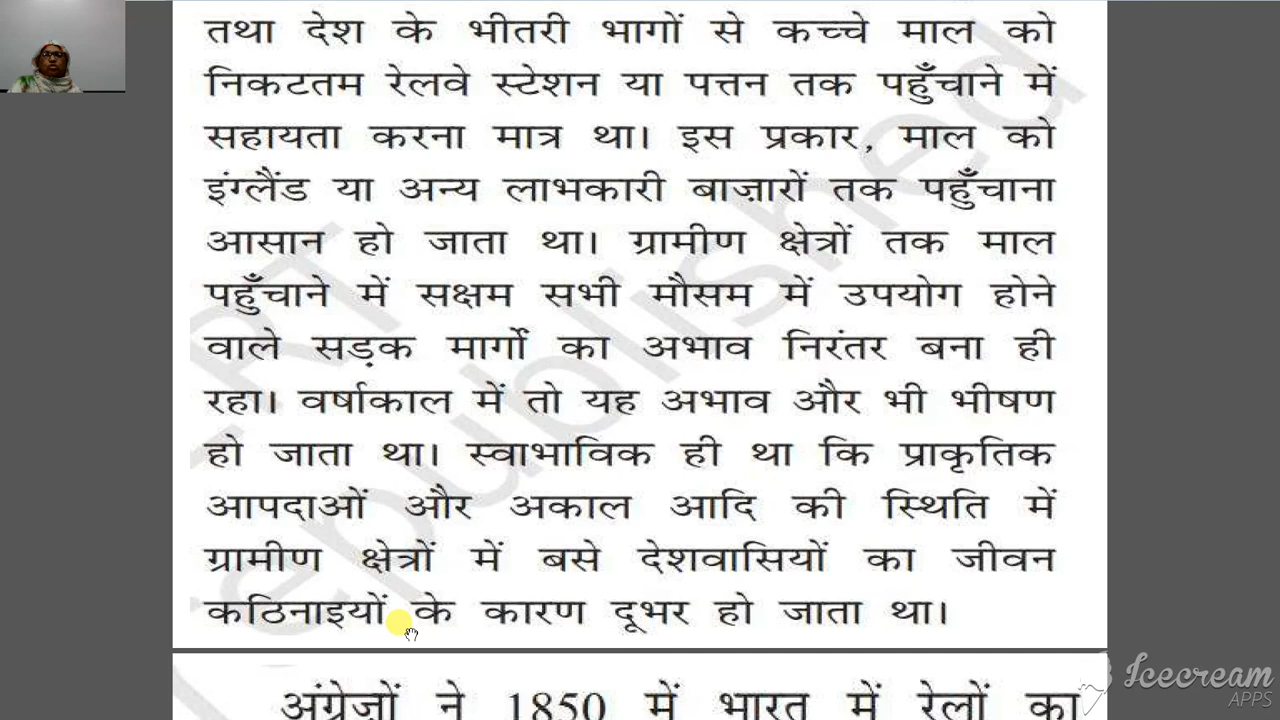 तथा देश के भीतरी भागों से कच्चे माल को
निकटतम रेलवे स्टेशन या पत्तन तक पहुँचाने में
सहायता करना मात्र था। इस प्रकार, माल को
इंग्लैंड या अन्य लाभकारी बाज़ारों तक पहुँचाना
आसान हो जाता था। ग्रामीण क्षेत्रों तक माल
पहुँचाने में सक्षम सभी मौसम में उपयोग होने
वाले सड़क मार्गों का अभाव निरंतर बना ही
रहा। वर्षाकाल में तो यह अभाव और भी भीषण
हो जाता था। स्वाभाविक ही था कि प्राकृतिक
आपदाओं और अकाल आदि की स्थिति में
ग्रामीण क्षेत्रों में बसे देशवासियों का जीवन
कठिनाइयों के कारण दूभर हो जाता था।
अंग्रेज़ों ने 1850 में भारत में रेलों का
Icecream
APPS